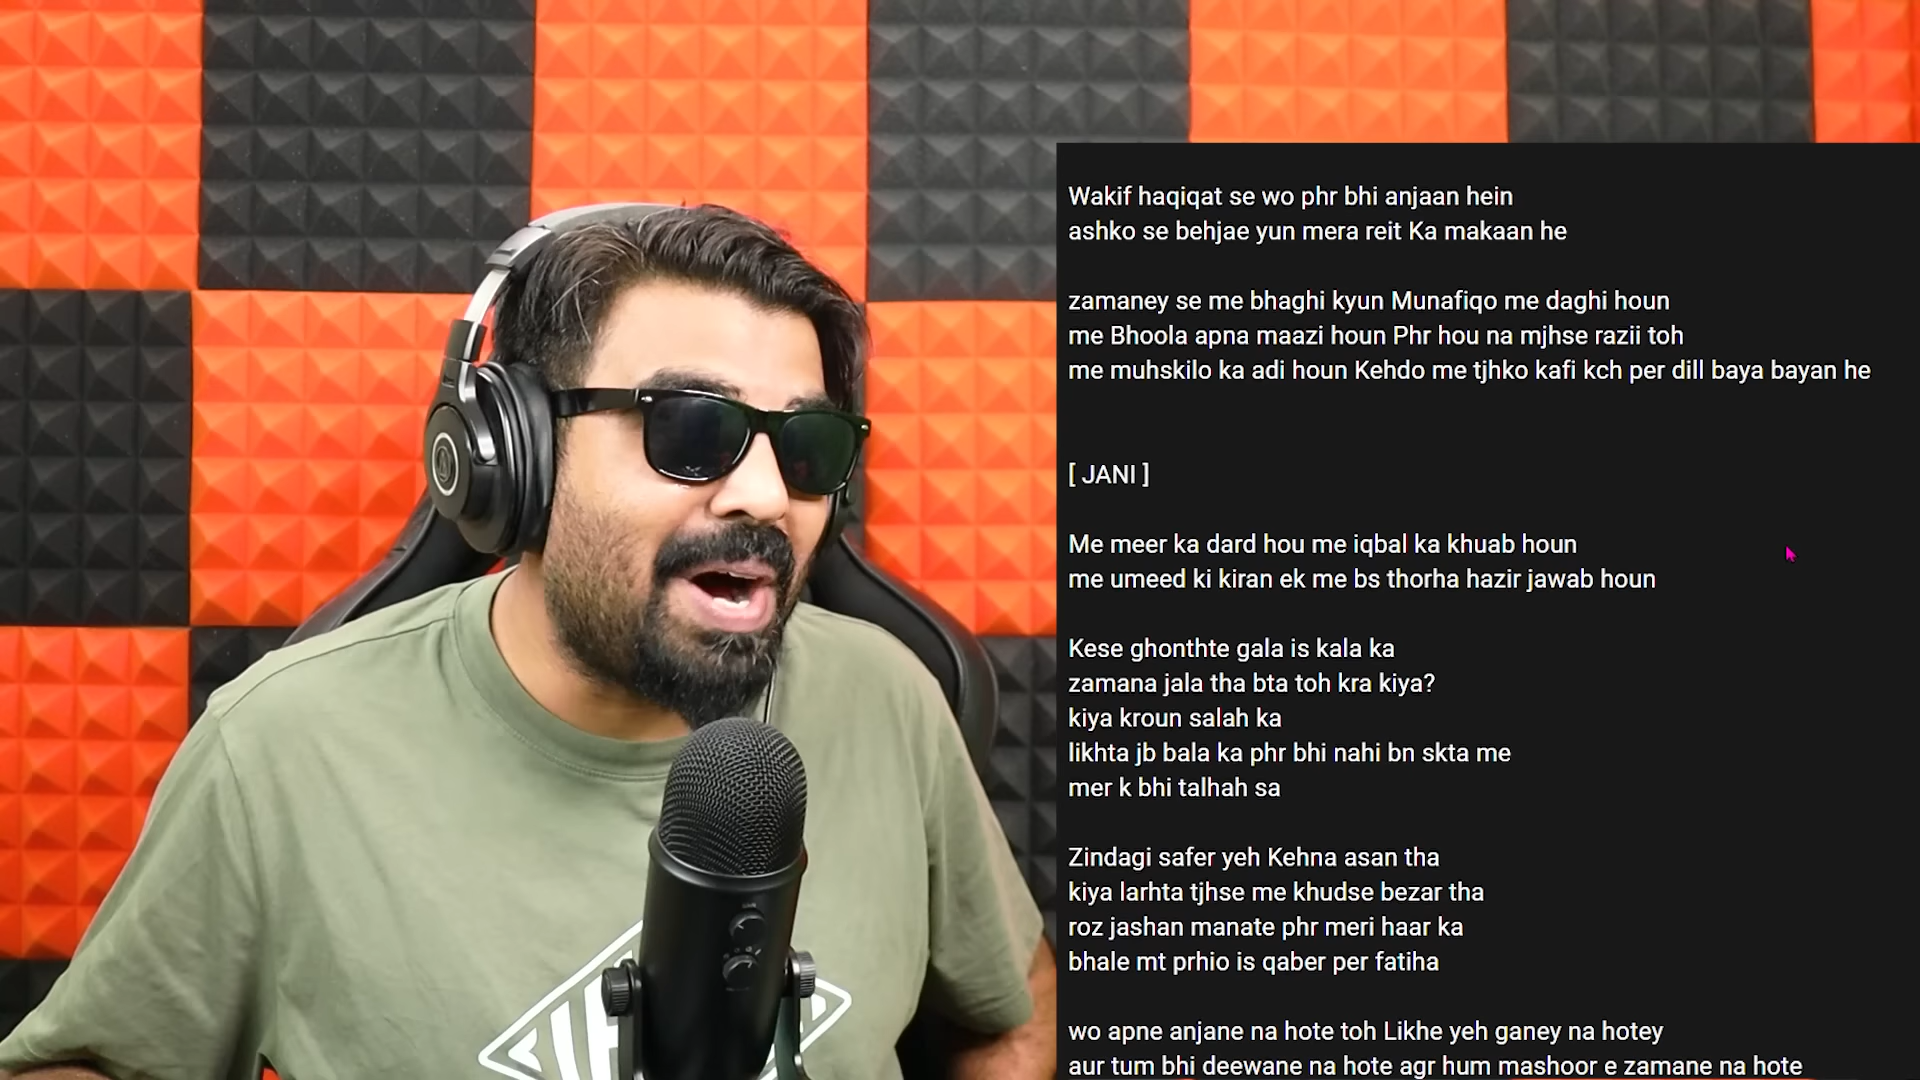 Wakif haqiqat se wo phr bhi anjaan hein
ashko se behjae yun mera reit Ka makaan he
zamaney se me bhaghi kyun Munafiqo me daghi houn
me Bhoola apna maazi houn Phr hou na mjhse razii toh
me muhskilo ka adi houn Kehdo me tjhko kafi kch per dill baya bayan he
[ JANI ]
Me meer ka dard hou me iqbal ka khuab houn
me umeed ki kiran ek me bs thorha hazir jawab houn
Kese ghonthte gala is kala ka
zamana jala tha bta toh kra kiya?
kiya kroun salah ka
likhta jb bala ka phr bhi nahi bn skta me
mer k bhi talhah sa
Zindagi safer yeh Kehna asan tha
kiya larhta tjhse me khudse bezar tha
roz jashan manate phr meri haar ka
bhale mt prhio is qaber per fatiha
wo apne anjane na hote toh Likhe yeh ganey na hotey
aur tum bhi deewane na hote agr hum mashoor e zamane na hote